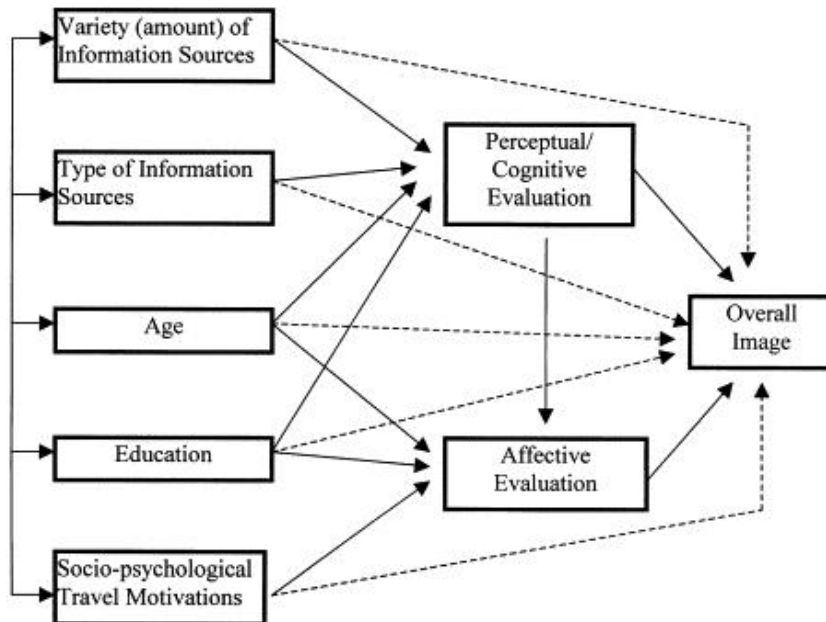 Variety (amount) of
Information Sources
Type of Information
Sources
Age
Education
Socio-psychological
Travel Motivations
Perceptual/
Cognitive
Evaluation
Affective
Evaluation
Overall
Image